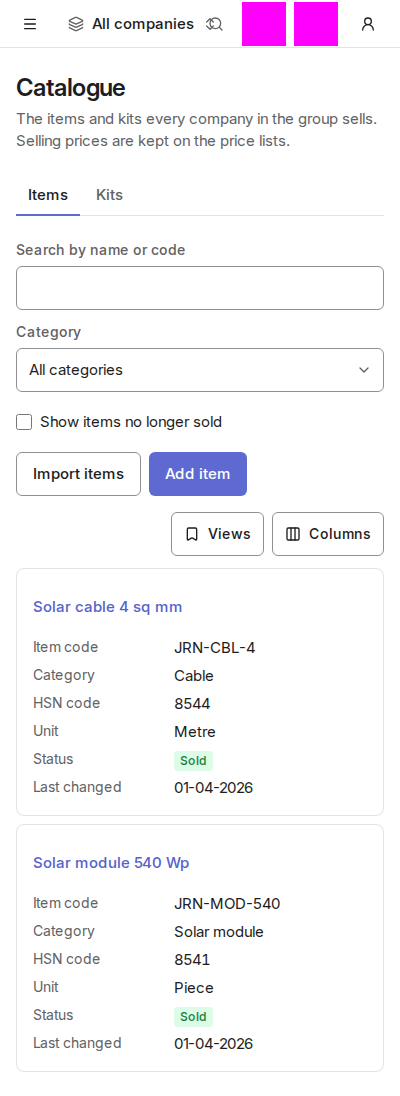 All companies
Catalogue
The items and kits every company in the group sells.
Selling prices are kept on the price lists.
Items Kits
Search by name or code
Category
All categories
Show items no longer sold
Import items Add item
Views Columns
Solar cable 4 sq mm
Item code JRN-CBL-4
Category Cable
HSN code 8544
Unit Metre
Status Sold
Last changed 01-04-2026
Solar module 540 Wp
Item code JRN-MOD-540
Category Solar module
HSN code 8541
Unit Piece
Status Sold
Last changed 01-04-2026